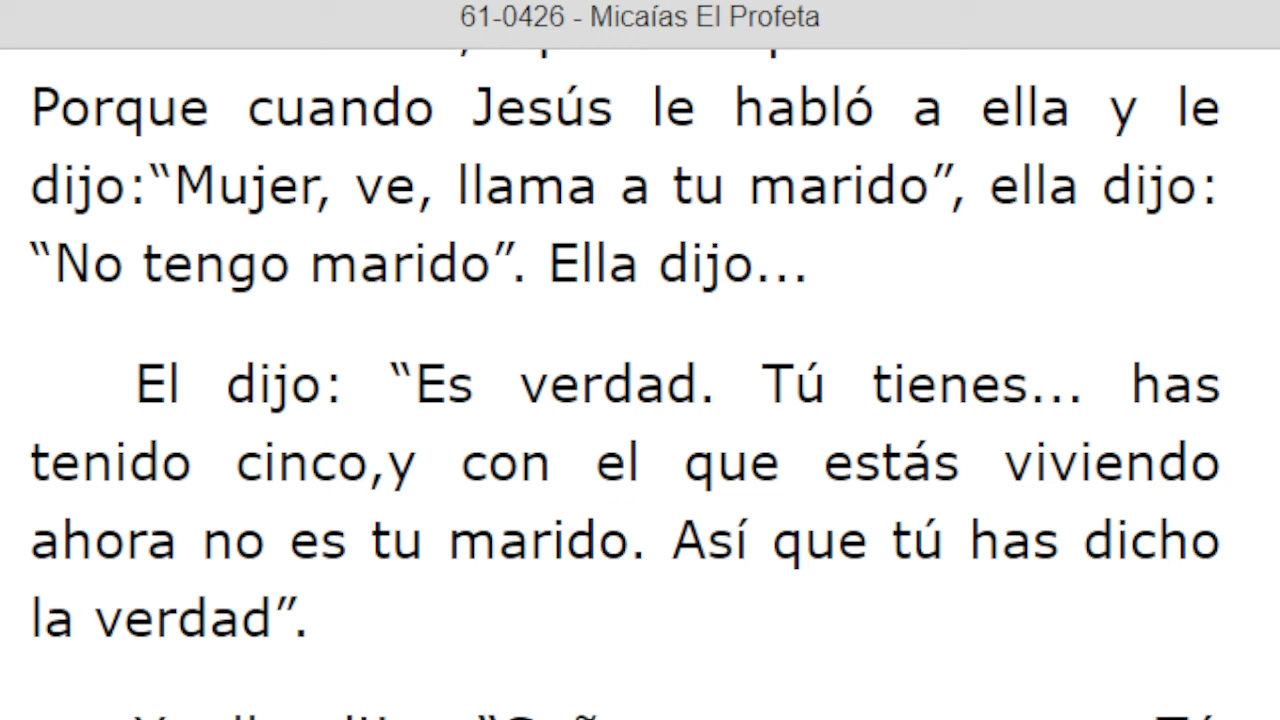 61-0426 - Micaías El Profeta
Porque cuando Jesús le habló a ella y le
dijo:“Mujer, ve, llama a tu marido”, ella dijo:
“No tengo marido”. Ella dijo...
El dijo: “Es verdad. Tú tienes... has
tenido cinco,y con el que estás viviendo
ahora no es tu marido. Así que tú has dicho
la verdad”.